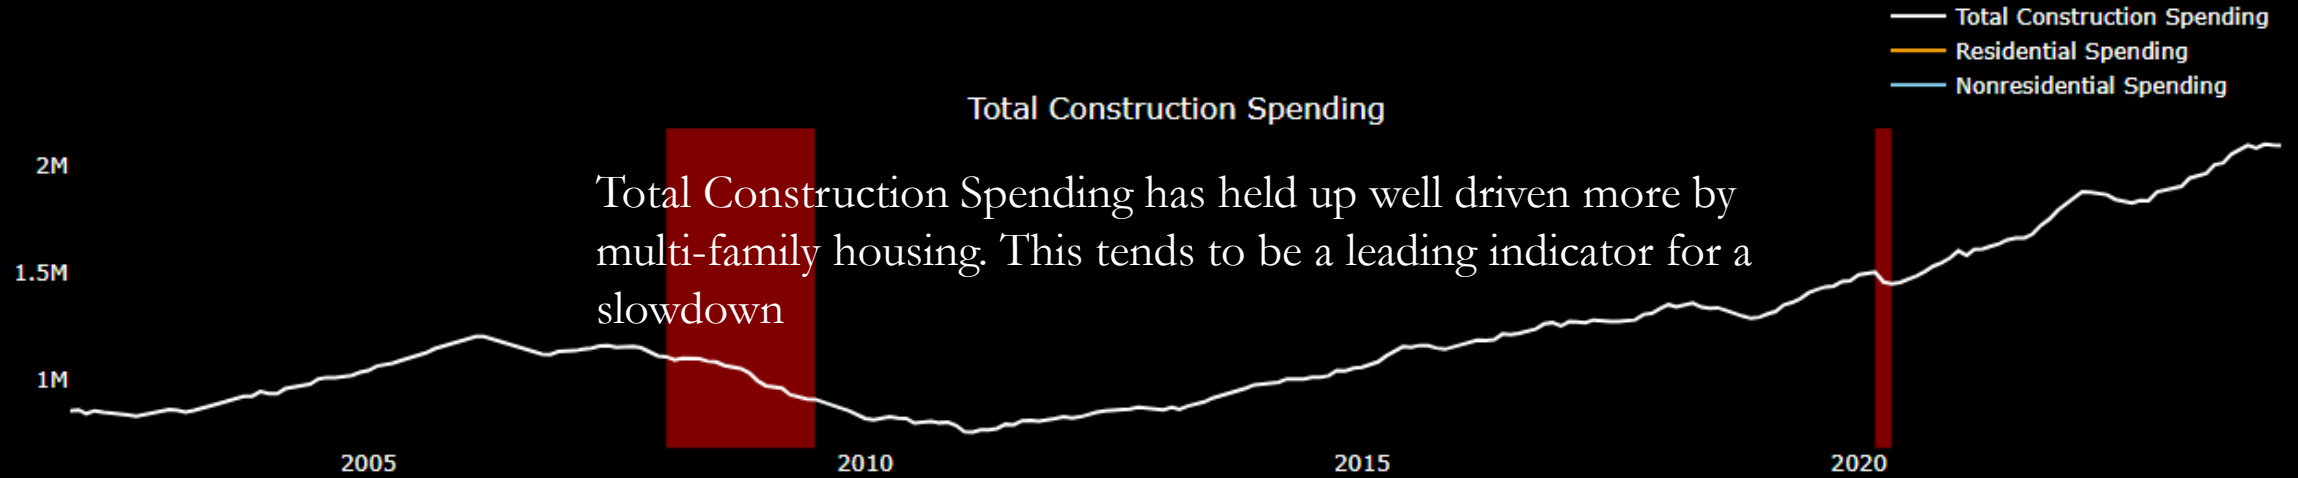 Total Construction Spending
Residential Spending
Nonresidential Spending
Total Construction Spending
2M
Total Construction Spending has held up well driven more by
multi-family housing. This tends to be a leading indicator for a
1.5M
slowdown
1M
2005 2010 2015 2020